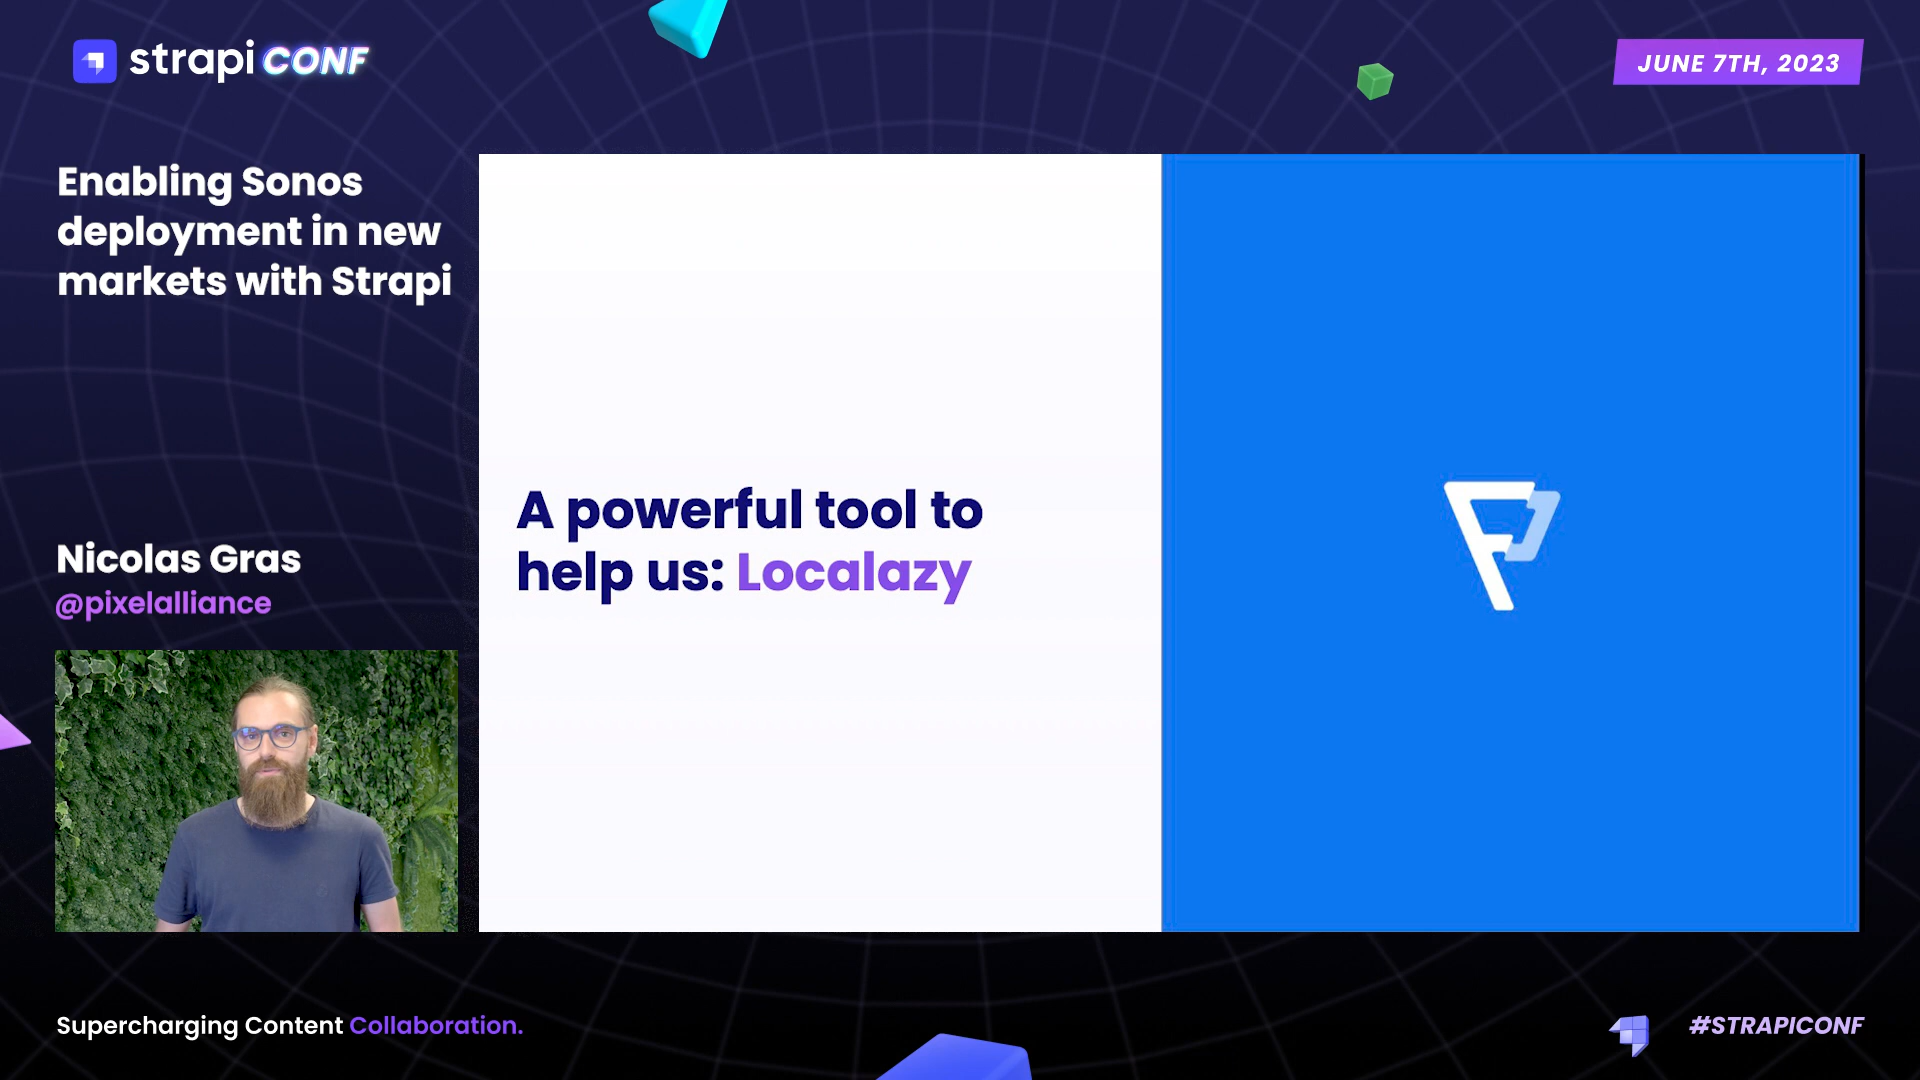 strapi CONF
JUNE 7TH, 2023
Enabling Sonos
deployment in new
markets with Strapi
A powerful tool to
help us: Localazy
Nicolas Gras
@pixelalliance
Supercharging Content Collaboration.
#STRAPICONF